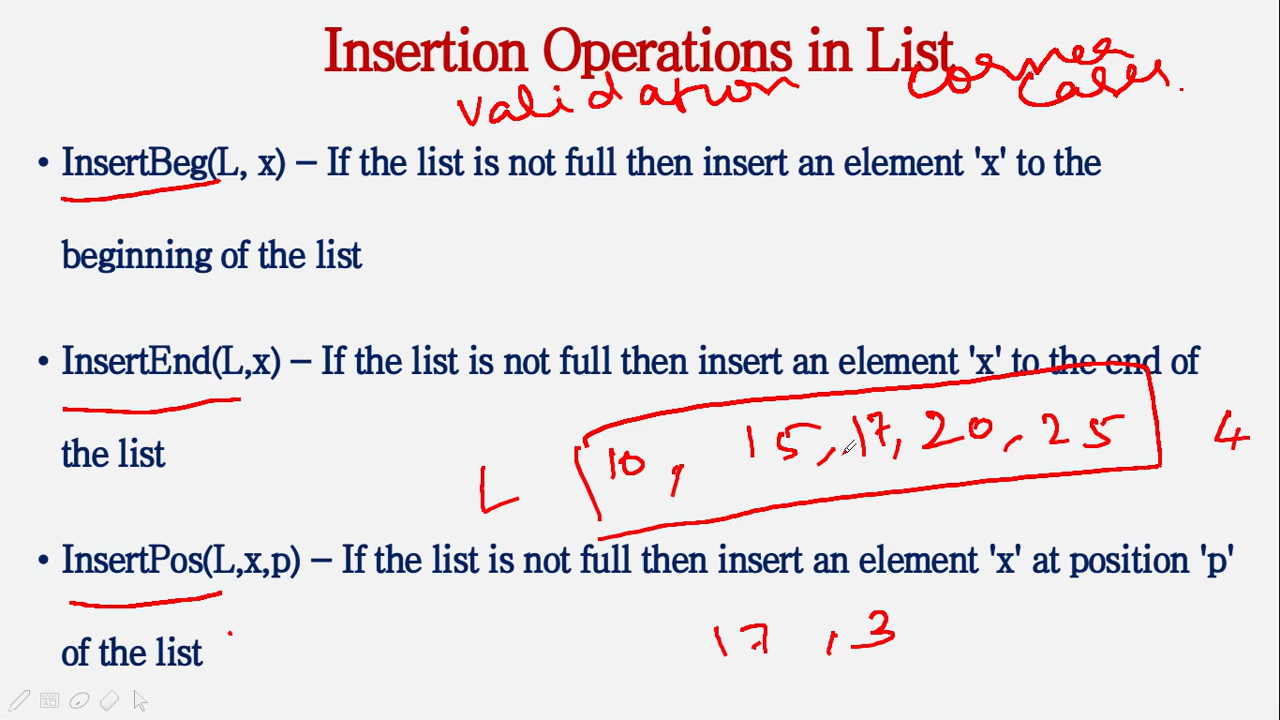 Insertion Operations in List
validation corner cases.
• InsertBeg(L, x) – If the list is not full then insert an element 'x' to the
beginning of the list
• InsertEnd(L,x) – If the list is not full then insert an element 'x' to the end of
the list
L 10, 15, 17, 20, 25 4
• InsertPos(L,x,p) – If the list is not full then insert an element 'x' at position 'p'
of the list
17 , 3